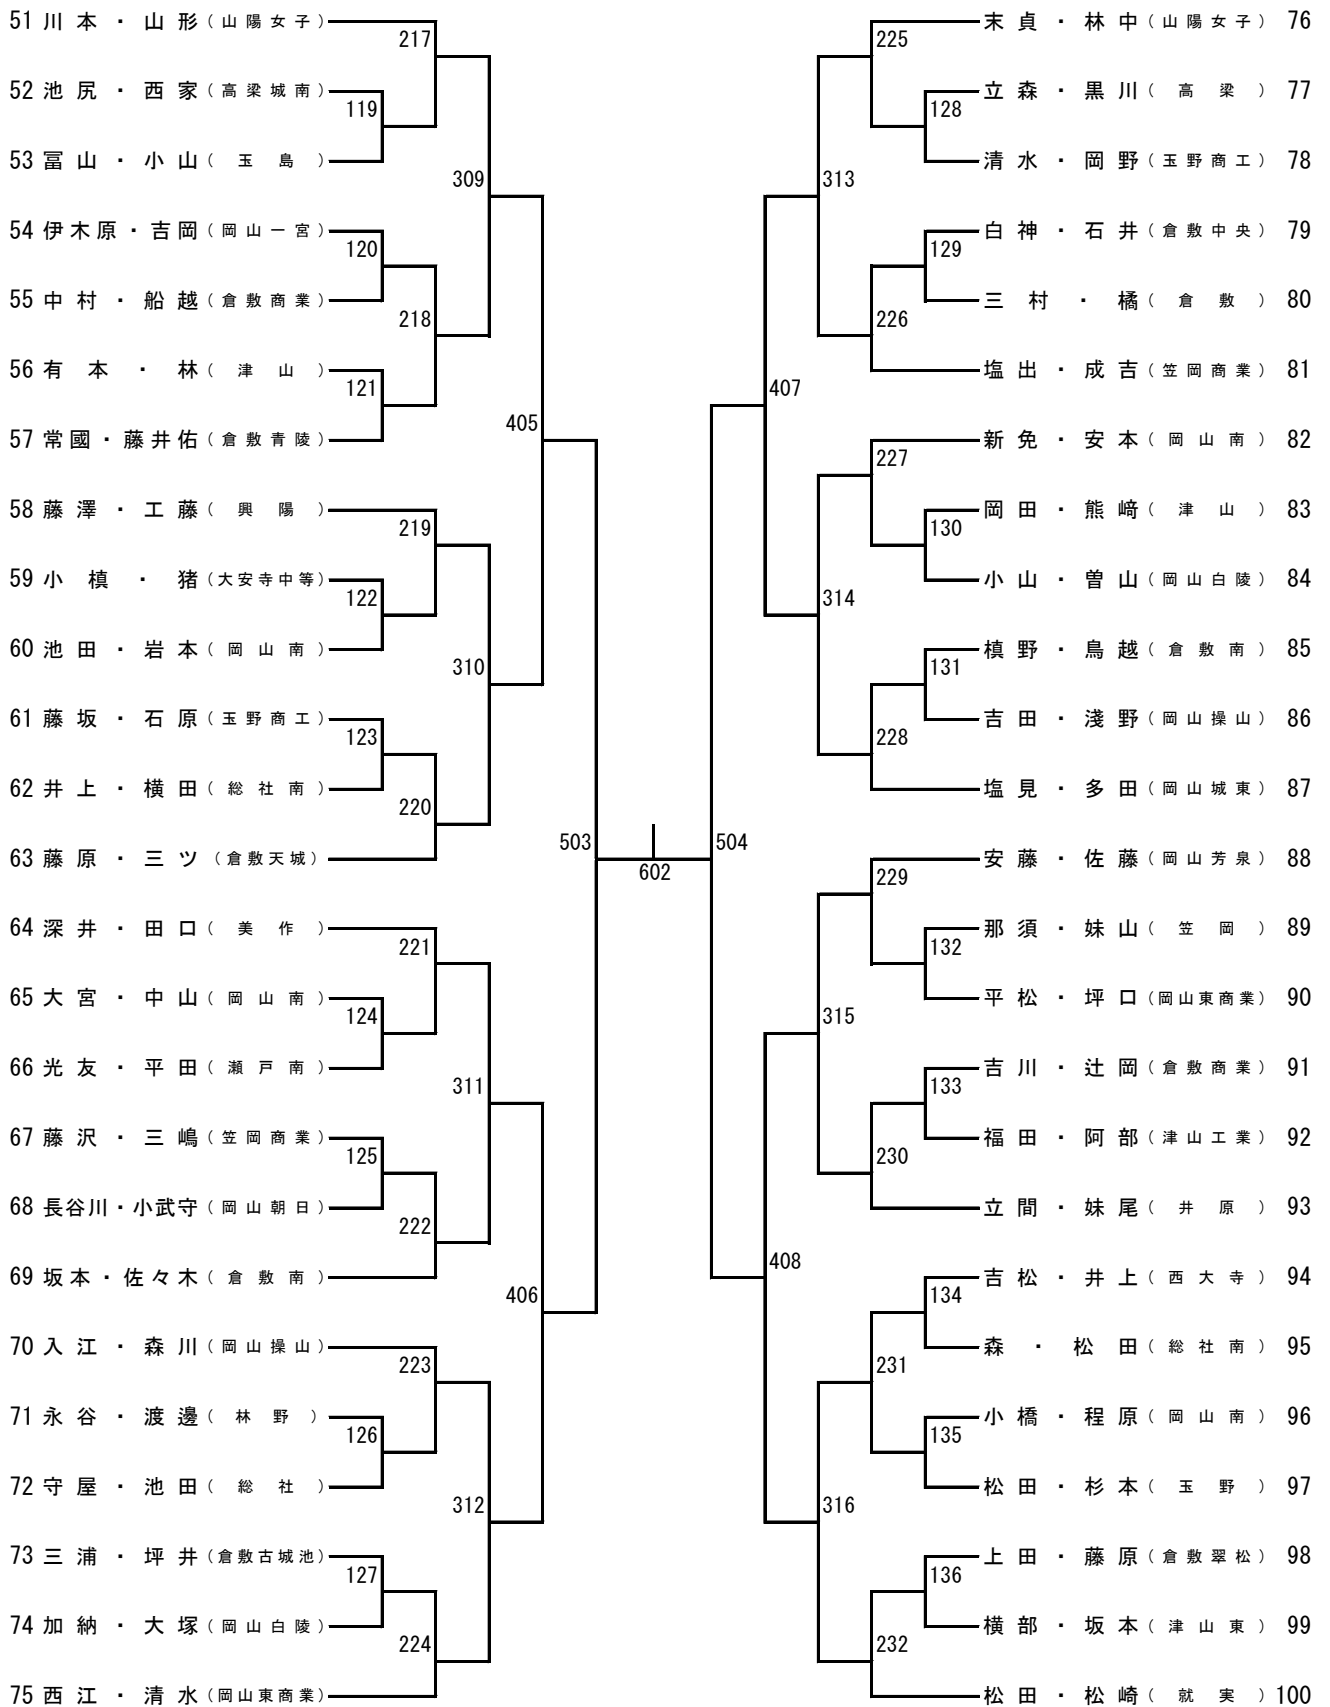 51 川本・山形（山陽女子）
217
52 池尻・西家（高梁城南）
119
53 冨山・小山（玉島）
309
54 伊木原・吉岡（岡山一宮）
120
55 中村・船越（倉敷商業）
218
56 有本・林（津山）
121
405
57 常國・藤井佑（倉敷青陵）
58 藤澤・工藤（興陽）
219
59 小槙・猪（大安寺中等）
122
60 池田・岩本（岡山南）
310
61 藤坂・石原（玉野商工）
123
62 井上・横田（総社南）
220
63 藤原・三ツ（倉敷天城）
503
64 深井・田口（美作）
221
65 大宮・中山（岡山南）
124
66 光友・平田（瀬戸南）
311
67 藤沢・三嶋（笠岡商業）
125
68 長谷川・小武守（岡山朝日）
222
69 坂本・佐々木（倉敷南）
406
70 入江・森川（岡山操山）
223
71 永谷・渡邊（林野）
126
72 守屋・池田（総社）
312
73 三浦・坪井（倉敷古城池）
127
74 加納・大塚（岡山白陵）
224
75 西江・清水（岡山東商業）
602
末貞・林中（山陽女子） 76
225
立森・黒川（高梁） 77
128
清水・岡野（玉野商工） 78
313
白神・石井（倉敷中央） 79
129
三村・橘（倉敷） 80
226
塩出・成吉（笠岡商業） 81
407
新免・安本（岡山南） 82
227
岡田・熊﨑（津山） 83
130
小山・曽山（岡山白陵） 84
314
槙野・鳥越（倉敷南） 85
131
吉田・淺野（岡山操山） 86
228
塩見・多田（岡山城東） 87
504
安藤・佐藤（岡山芳泉） 88
229
那須・妹山（笠岡） 89
132
平松・坪口（岡山東商業） 90
315
吉川・辻岡（倉敷商業） 91
133
福田・阿部（津山工業） 92
230
立間・妹尾（井原） 93
408
吉松・井上（西大寺） 94
134
森・松田（総社南） 95
231
小橋・程原（岡山南） 96
135
松田・杉本（玉野） 97
316
上田・藤原（倉敷翠松） 98
136
横部・坂本（津山東） 99
232
松田・松崎（就実） 100